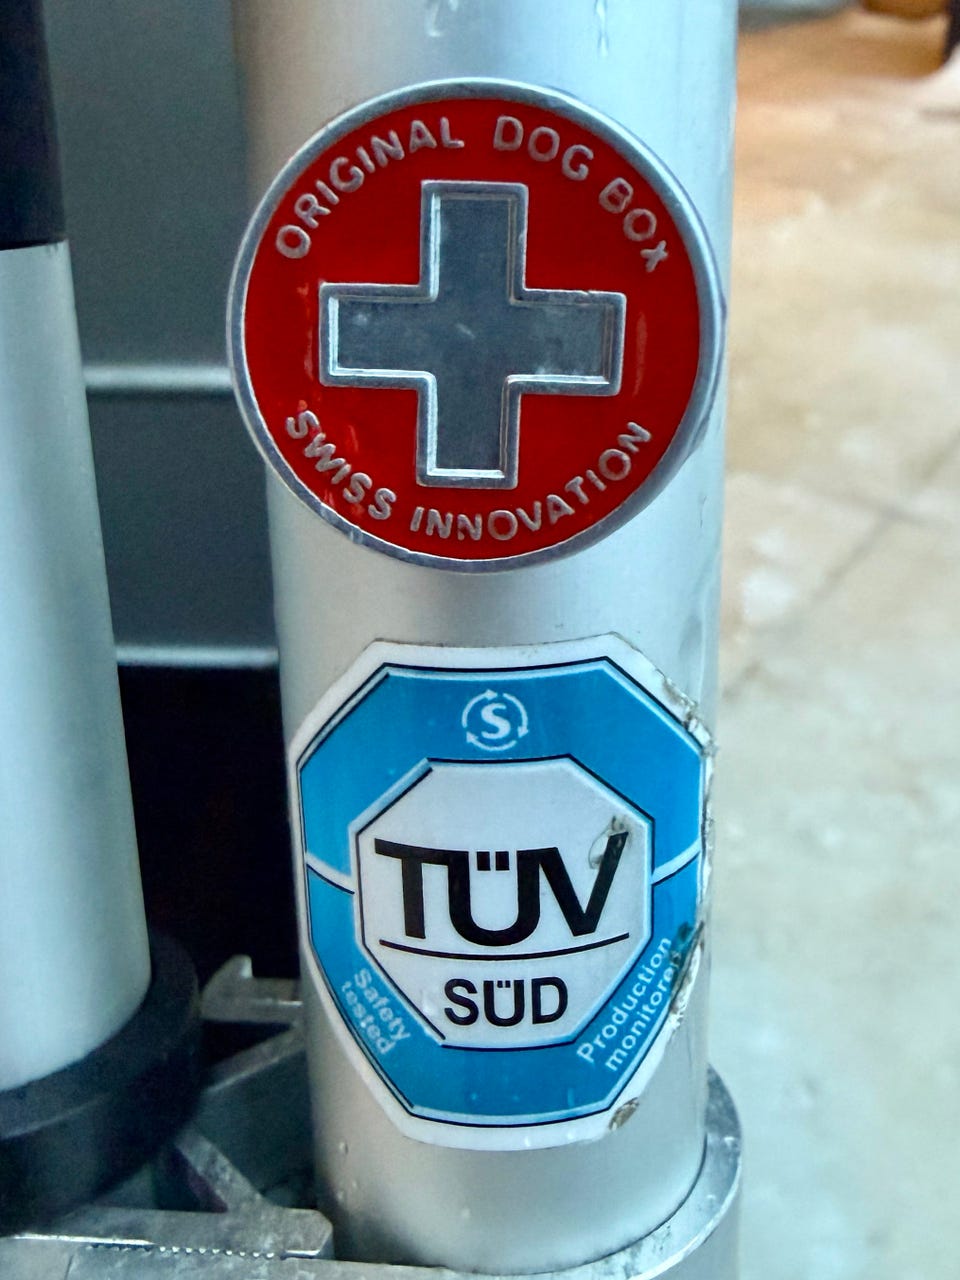 ORIGINAL DOG BOX
SWISS INNOVATION
S
TÜV
SÜD
Safety
tested
Production
monitored